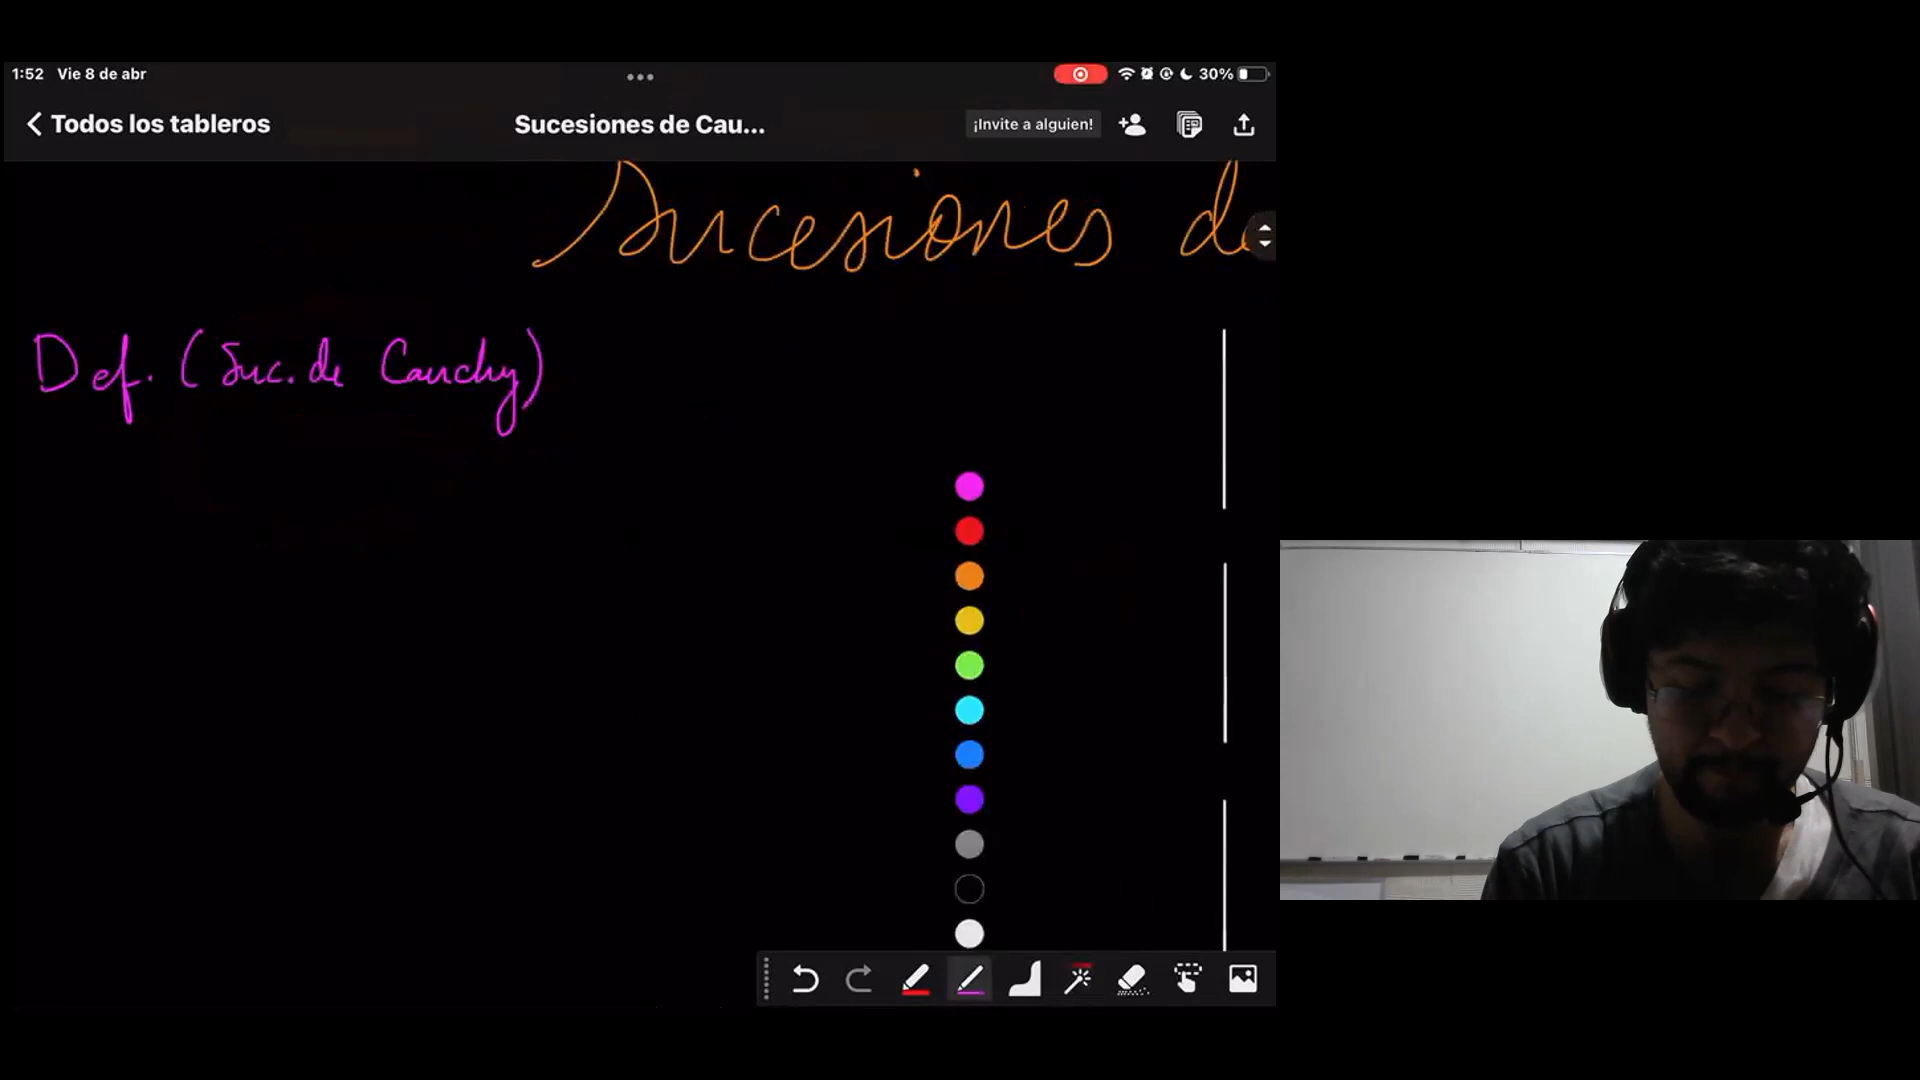 1:52 Vie 8 de abr 30%
Todos los tableros Sucesiones de Cau... ¡Invite a alguien!
Sucesiones de
Def. (Suc. de Cauchy)